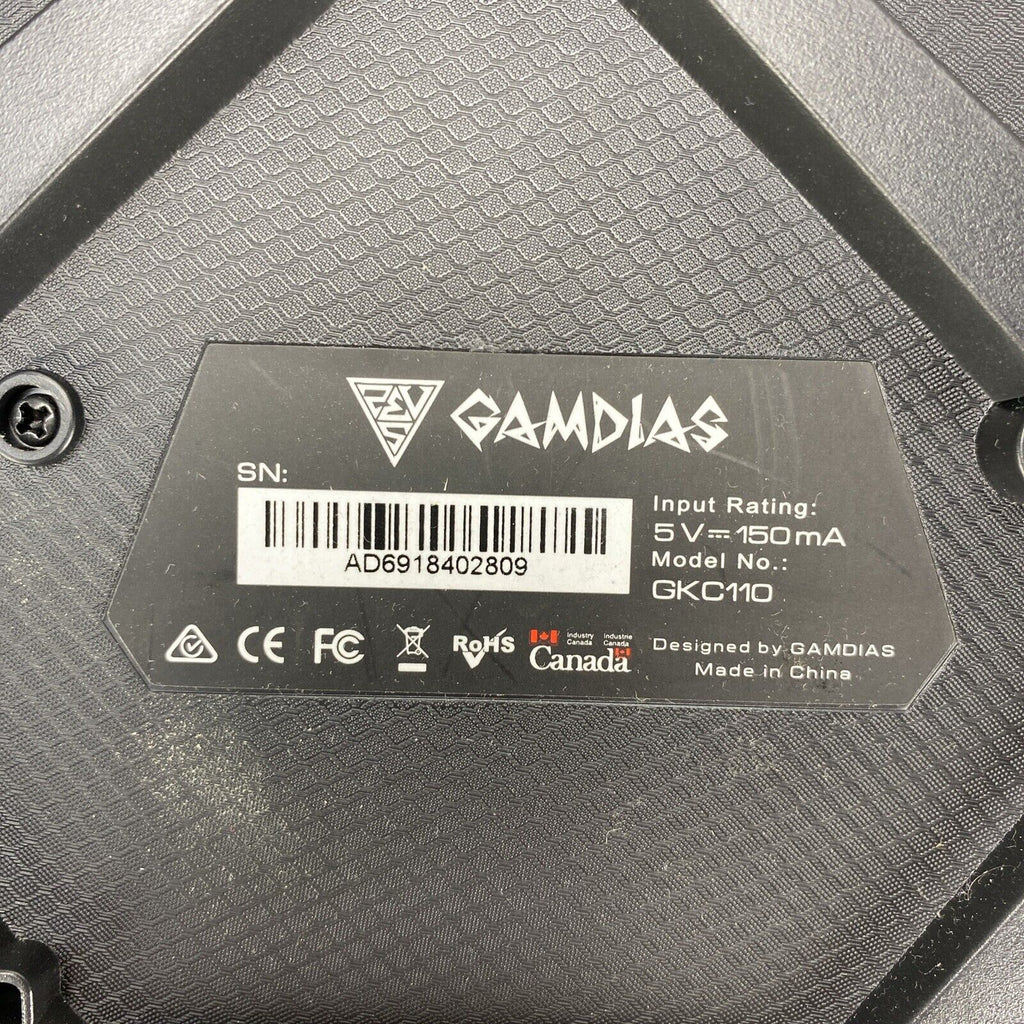 ZEUS GAMDIAS
SN:
AD6918402809
Input Rating:
5V⎓150mA
Model No.:
GKC110
CE FC RoHS
Industry Canada Industrie Canada
Canada
Designed by GAMDIAS
Made in China